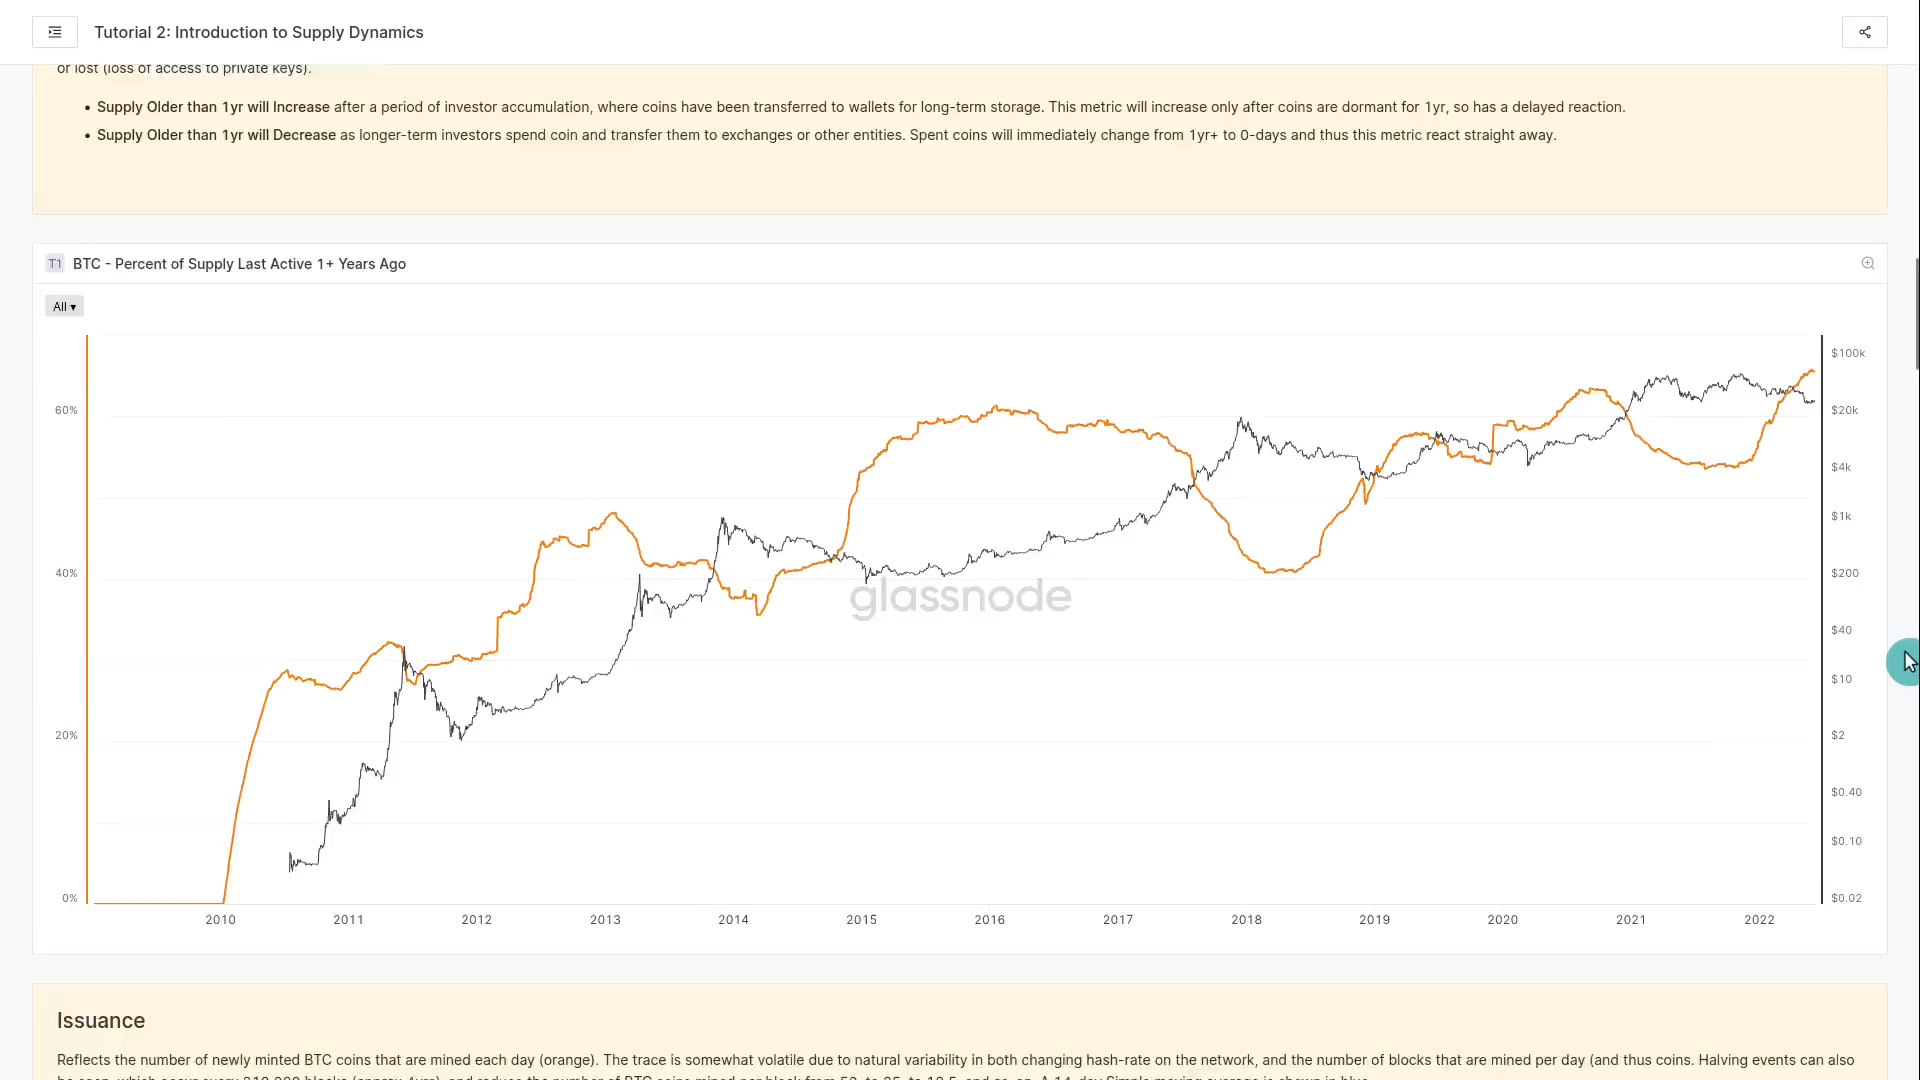 Tutorial 2: Introduction to Supply Dynamics
or lost (loss of access to private keys).
• Supply Older than 1yr will Increase after a period of investor accumulation, where coins have been transferred to wallets for long-term storage. This metric will increase only after coins are dormant for 1yr, so has a delayed reaction.
• Supply Older than 1yr will Decrease as longer-term investors spend coin and transfer them to exchanges or other entities. Spent coins will immediately change from 1yr+ to 0-days and thus this metric react straight away.
T1 BTC - Percent of Supply Last Active 1+ Years Ago
All ▾
$100k
60%
$20k
$4k
$1k
40%
$200
glassnode
$40
$10
20%
$2
$0.40
$0.10
0%
$0.02
2010 2011 2012 2013 2014 2015 2016 2017 2018 2019 2020 2021 2022
Issuance
Reflects the number of newly minted BTC coins that are mined each day (orange). The trace is somewhat volatile due to natural variability in both changing hash-rate on the network, and the number of blocks that are mined per day (and thus coins. Halving events can also